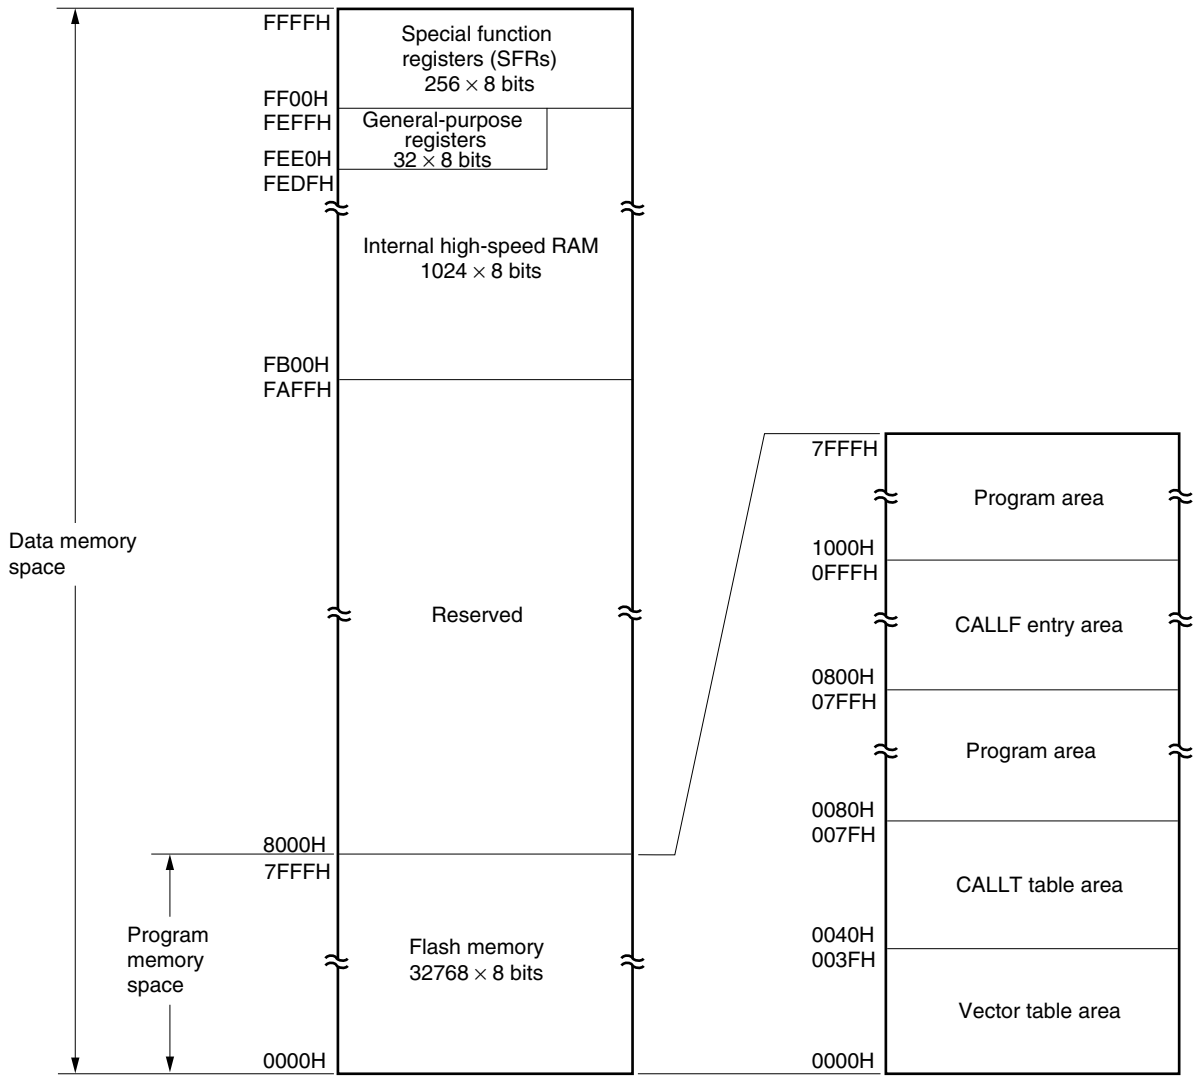 FFFFH
Special function
registers (SFRs)
256 × 8 bits
FF00H
FEFFH
General-purpose
registers
32 × 8 bits
FEE0H
FEDFH
Internal high-speed RAM
1024 × 8 bits
FB00H
FAFFH
Data memory
space
Reserved
8000H
7FFFH
Program
memory
space
Flash memory
32768 × 8 bits
0000H
7FFFH
Program area
1000H
0FFFH
CALLF entry area
0800H
07FFH
Program area
0080H
007FH
CALLT table area
0040H
003FH
Vector table area
0000H